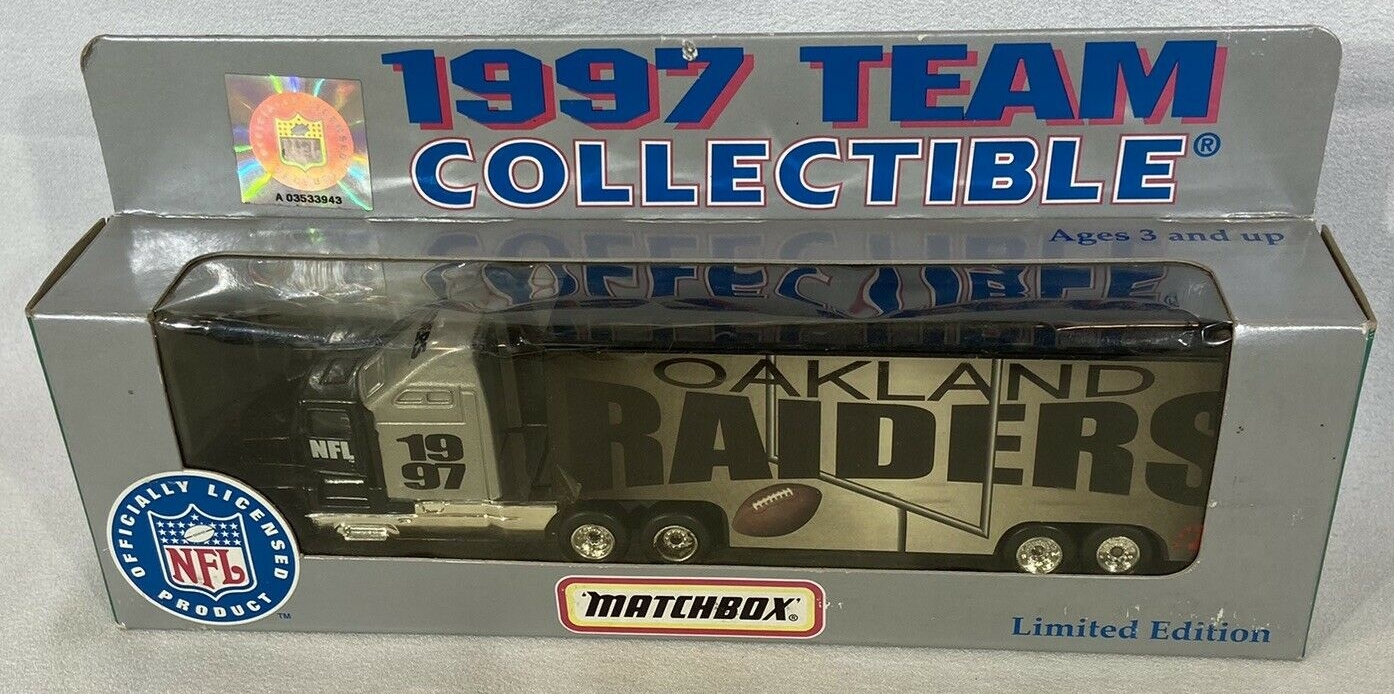 1997 TEAM
COLLECTIBLE®
A 03533943
Ages 3 and up
OAKLAND
RAIDERS
NFL
19
97
OFFICIALLY LICENSED
NFL
PRODUCT
™
MATCHBOX®
Limited Edition